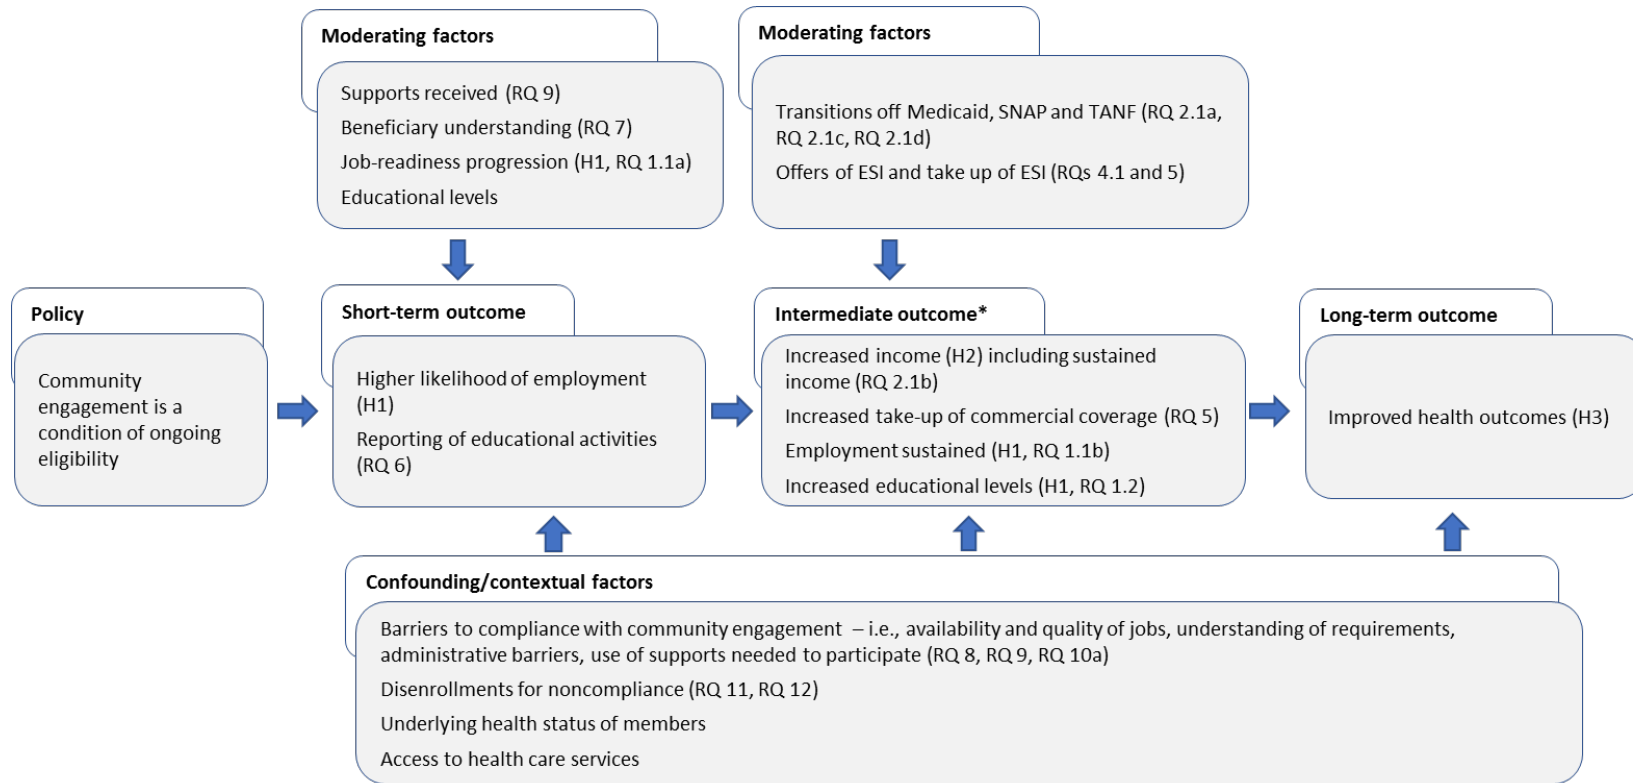 Moderating factors
Supports received (RQ 9)
Beneficiary understanding (RQ 7)
Job-readiness progression (H1, RQ 1.1a)
Educational levels
Moderating factors
Transitions off Medicaid, SNAP and TANF (RQ 2.1a,
RQ 2.1c, RQ 2.1d)
Offers of ESI and take up of ESI (RQs 4.1 and 5)
Policy
Community
engagement is a
condition of ongoing
eligibility
Short-term outcome
Higher likelihood of employment
(H1)
Reporting of educational activities
(RQ 6)
Intermediate outcome*
Increased income (H2) including sustained
income (RQ 2.1b)
Increased take-up of commercial coverage (RQ 5)
Employment sustained (H1, RQ 1.1b)
Increased educational levels (H1, RQ 1.2)
Long-term outcome
Improved health outcomes (H3)
Confounding/contextual factors
Barriers to compliance with community engagement – i.e., availability and quality of jobs, understanding of requirements,
administrative barriers, use of supports needed to participate (RQ 8, RQ 9, RQ 10a)
Disenrollments for noncompliance (RQ 11, RQ 12)
Underlying health status of members
Access to health care services